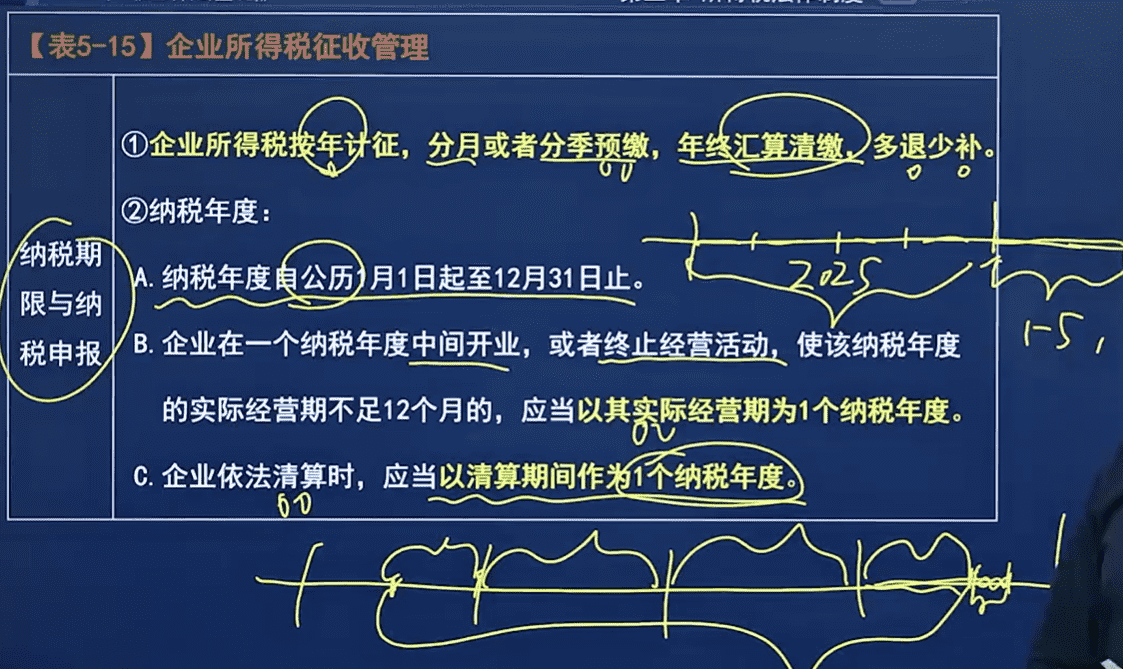 【表5-15】企业所得税征收管理
①企业所得税按年计征，分月或者分季预缴，年终汇算清缴，多退少补。
②纳税年度：
纳税期
限与纳
税申报
A. 纳税年度自公历1月1日起至12月31日止。
2025
B. 企业在一个纳税年度中间开业，或者终止经营活动，使该纳税年度
1-5
的实际经营期不足12个月的，应当以其实际经营期为1个纳税年度。
C. 企业依法清算时，应当以清算期间作为1个纳税年度。